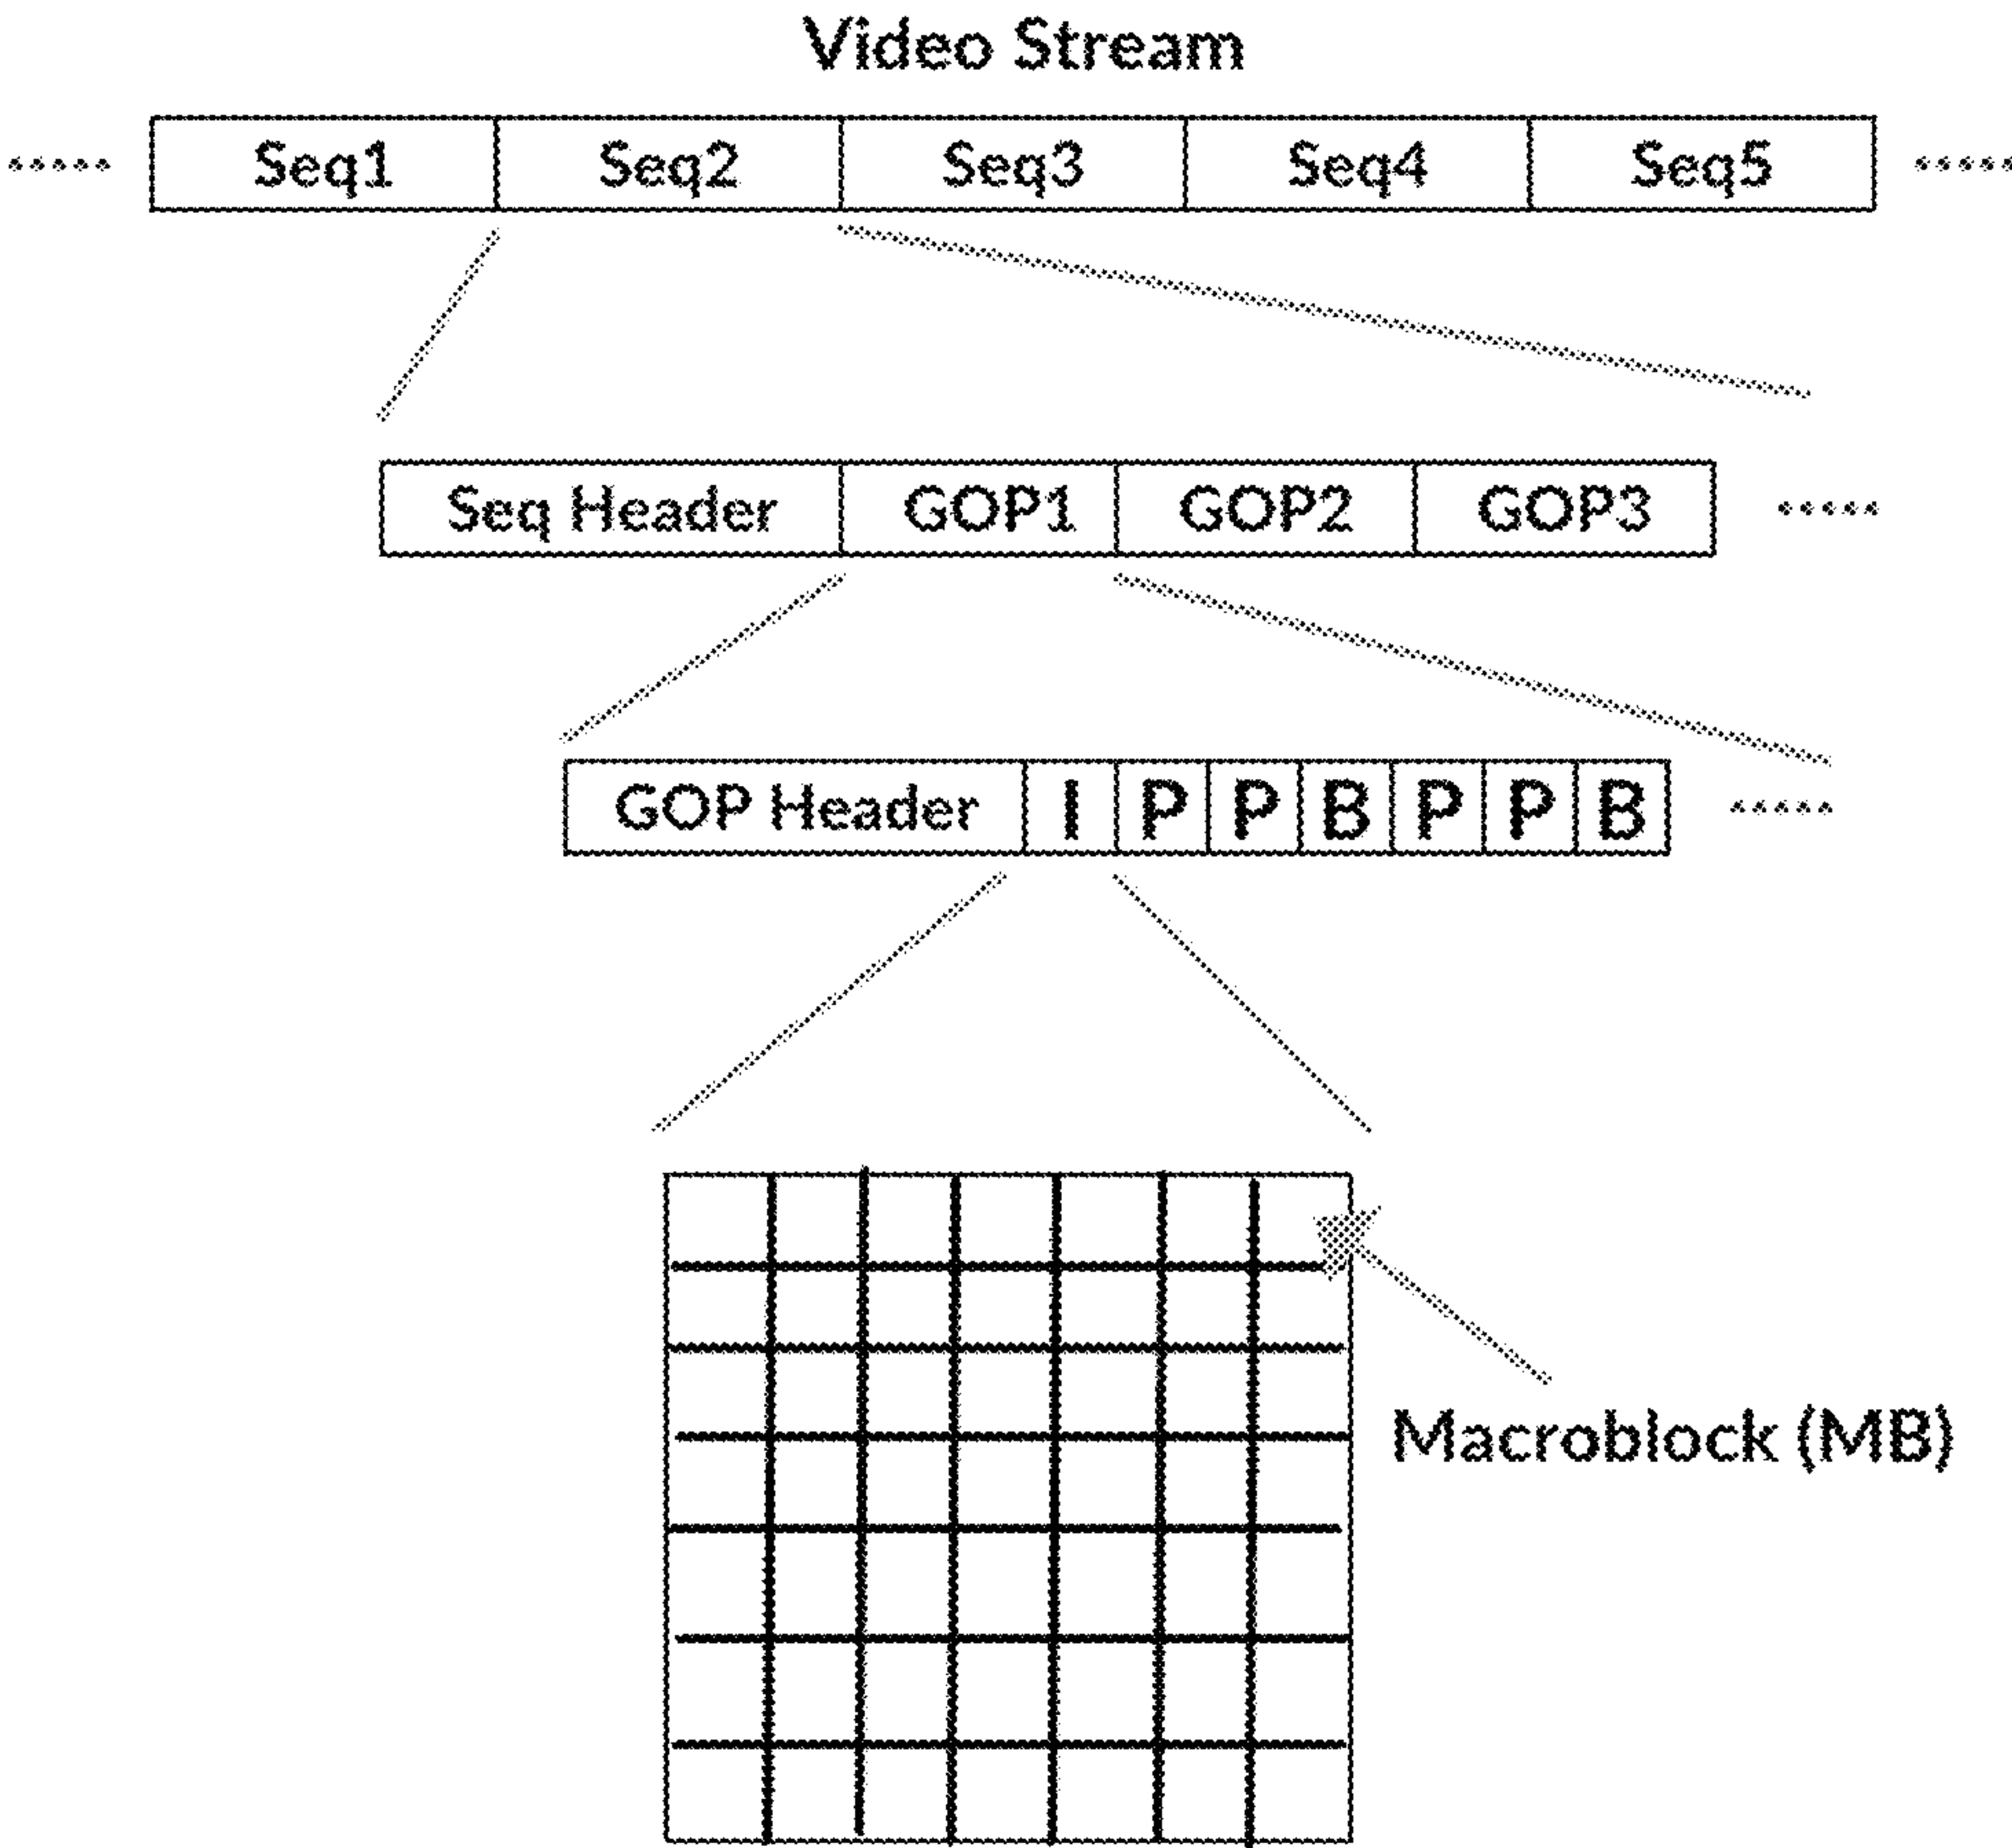 Video Stream
..... Seq1 Seq2 Seq3 Seq4 Seq5 .....
Seq Header GOP1 GOP2 GOP3 .....
GOP Header I P P B P P B .....
Macroblock (MB)